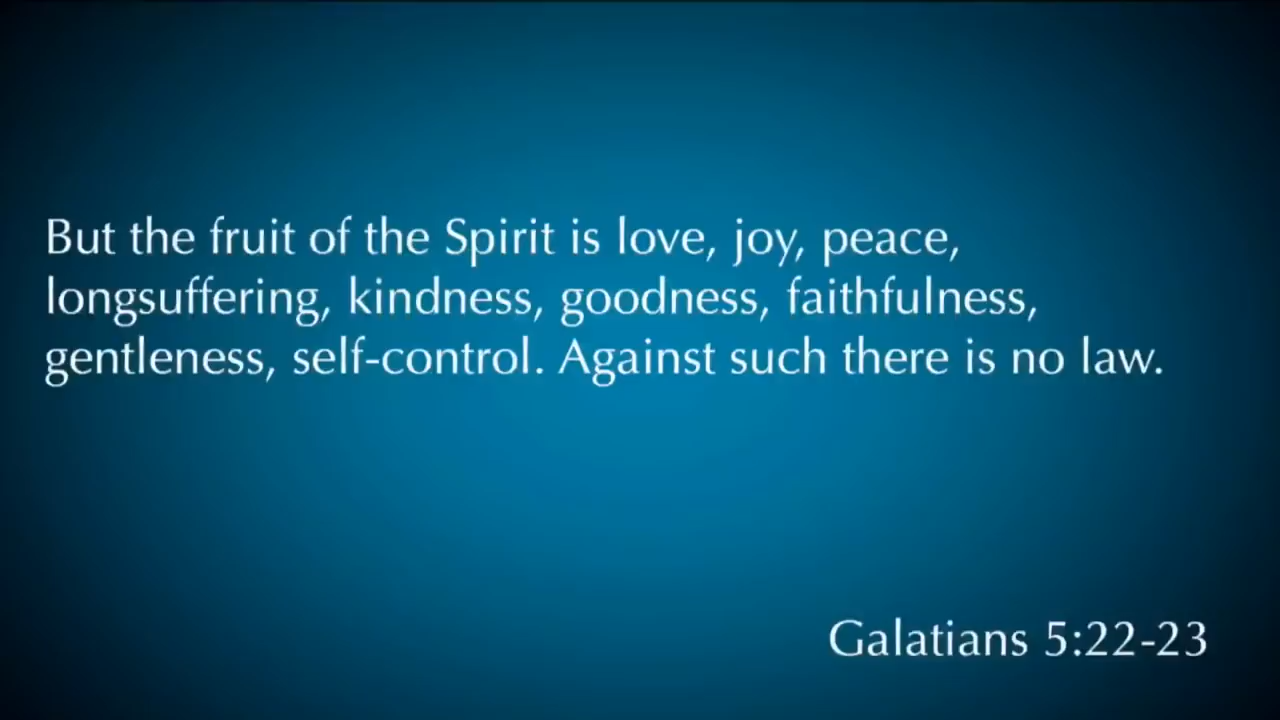 But the fruit of the Spirit is love, joy, peace,
longsuffering, kindness, goodness, faithfulness,
gentleness, self-control. Against such there is no law.
Galatians 5:22-23